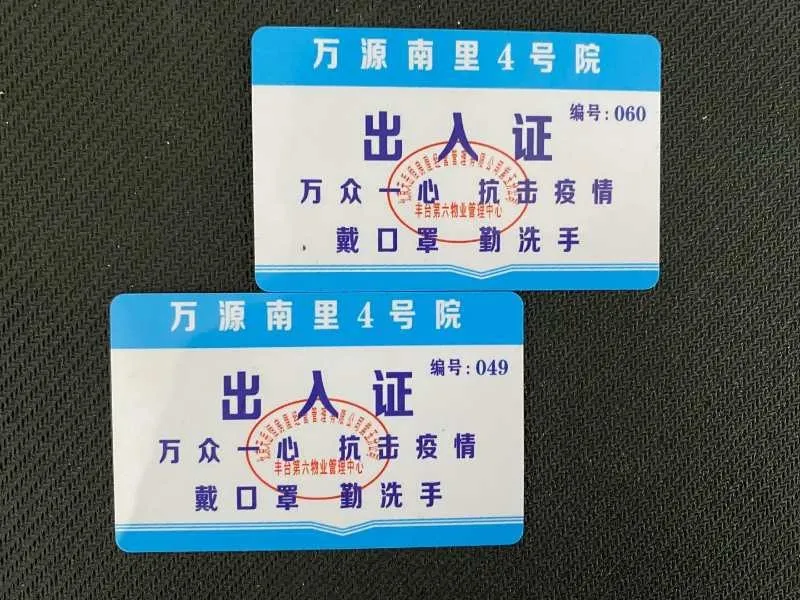 万源南里4号院
编号:060
出入证
万众一心 抗击疫情
丰台第六物业管理中心
戴口罩 勤洗手
万源南里4号院
编号:049
出入证
万众一心 抗击疫情
丰台第六物业管理中心
戴口罩 勤洗手